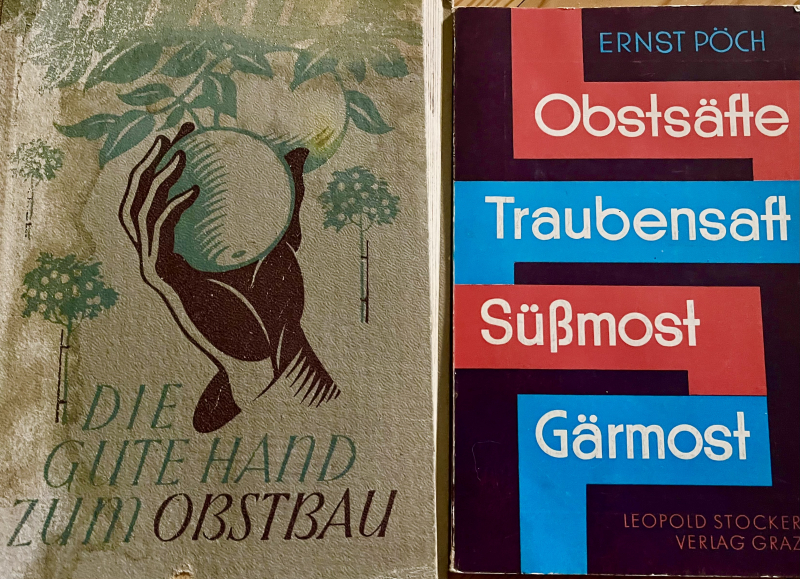 DIE
GUTE HAND
ZUM OBSTBAU
ERNST PÖCH
Obstsäfte
Traubensaft
Süßmost
Gärmost
LEOPOLD STOCKER
VERLAG GRAZ